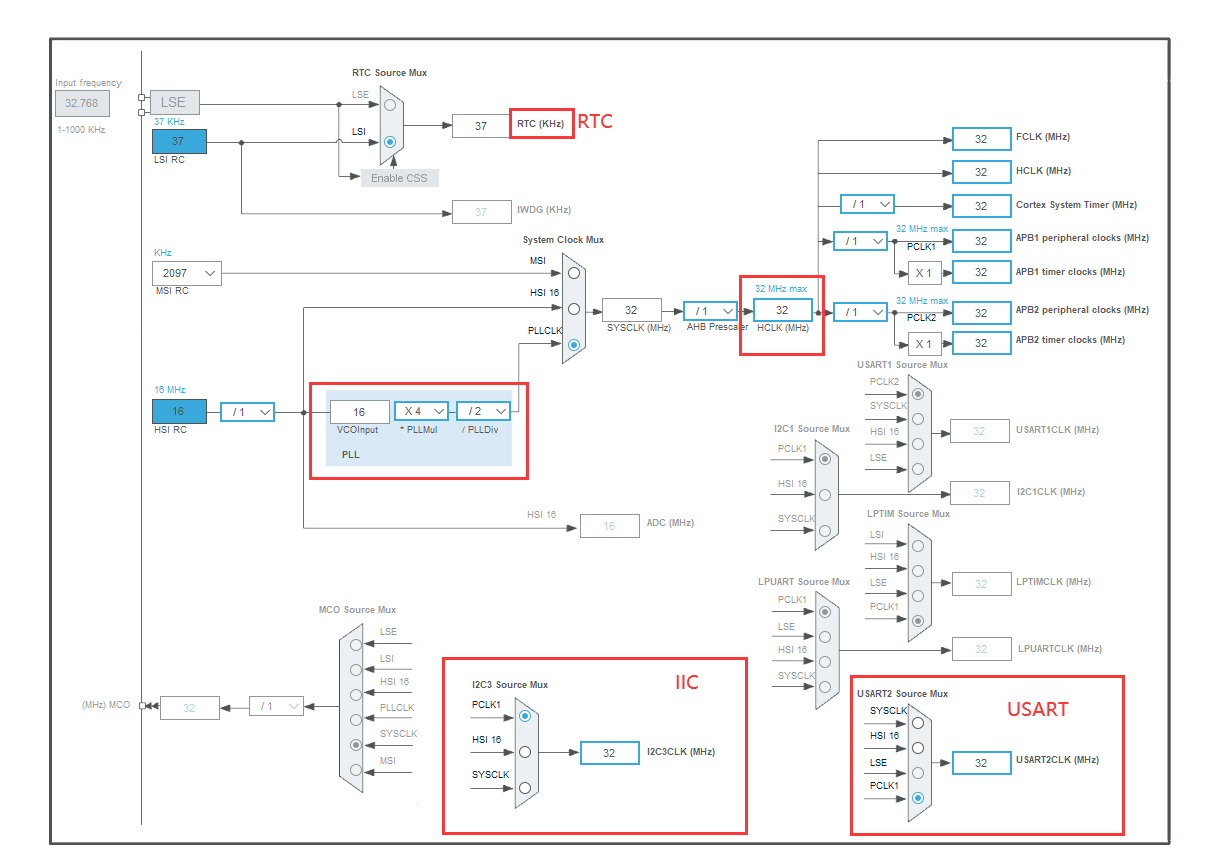 RTC Source Mux
Input frequency
32.768
1-1000 KHz
LSE
LSE
37 KHz
37
LSI RC
LSI
37
RTC (KHz)
RTC
Enable CSS
37
IWDG (KHz)
32
FCLK (MHz)
32
HCLK (MHz)
/ 1
32
Cortex System Timer (MHz)
32 MHz max
/ 1
PCLK1
32
APB1 peripheral clocks (MHz)
X 1
32
APB1 timer clocks (MHz)
System Clock Mux
KHz
2097
MSI RC
MSI
HSI 16
PLLCLK
32
SYSCLK (MHz)
/ 1
AHB Prescaler
32 MHz max
32
HCLK (MHz)
32 MHz max
/ 1
PCLK2
32
APB2 peripheral clocks (MHz)
X 1
32
APB2 timer clocks (MHz)
16 MHz
16
HSI RC
/ 1
16
VCOInput
X 4
* PLLMul
/ 2
/ PLLDiv
PLL
USART1 Source Mux
PCLK2
SYSCLK
HSI 16
LSE
32
USART1CLK (MHz)
I2C1 Source Mux
PCLK1
HSI 16
SYSCLK
32
I2C1CLK (MHz)
HSI 16
16
ADC (MHz)
LPTIM Source Mux
LSI
HSI 16
LSE
PCLK1
32
LPTIMCLK (MHz)
LPUART Source Mux
PCLK1
LSE
HSI 16
SYSCLK
32
LPUARTCLK (MHz)
MCO Source Mux
LSE
LSI
HSI 16
PLLCLK
SYSCLK
MSI
(MHz) MCO
32
/ 1
I2C3 Source Mux
IIC
PCLK1
HSI 16
SYSCLK
32
I2C3CLK (MHz)
USART2 Source Mux
USART
SYSCLK
HSI 16
LSE
PCLK1
32
USART2CLK (MHz)